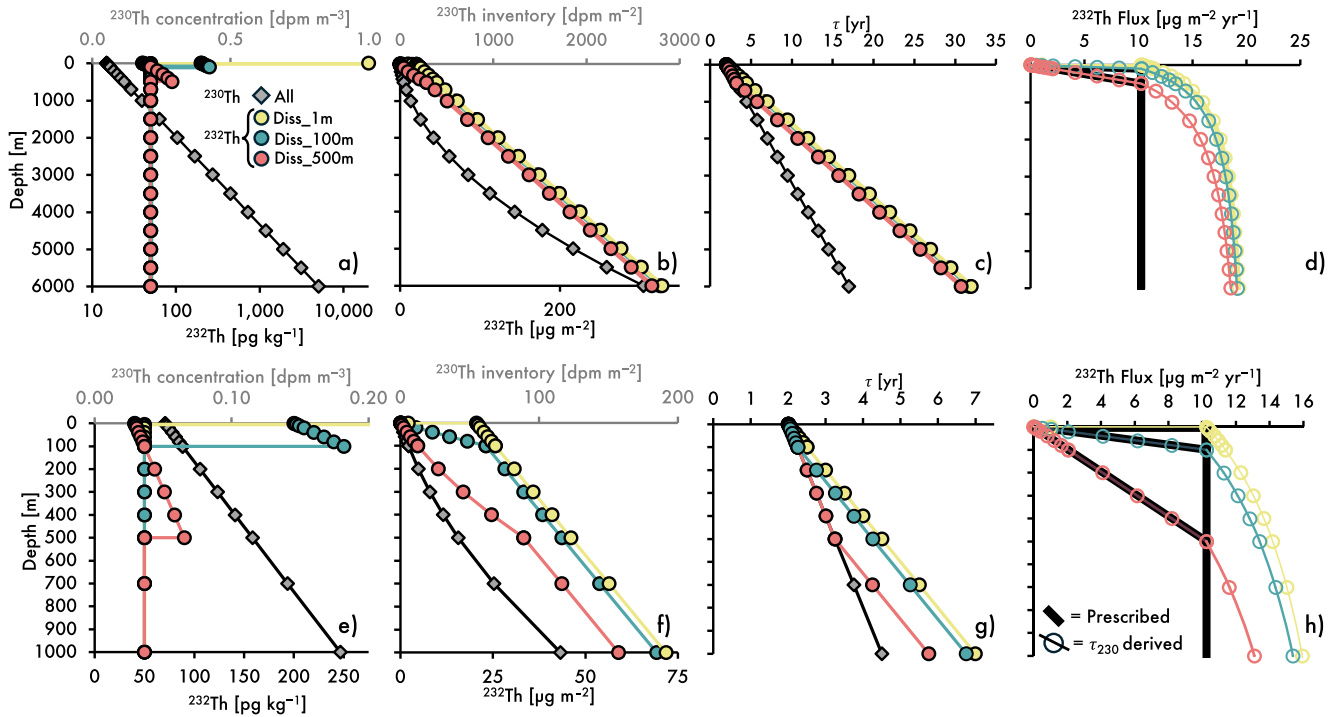 ²³⁰Th concentration [dpm m⁻³]
0.0 0.5 1.0
0
1000
2000
3000
4000
5000
6000
Depth [m]
²³⁰Th All
²³²Th Diss_1m
Diss_100m
Diss_500m
a)
10 100 1,000 10,000
²³²Th [pg kg⁻¹]
²³⁰Th inventory [dpm m⁻²]
0 1000 2000 3000
b)
0 200
²³²Th [µg m⁻²]
τ [yr]
0 5 10 15 20 25 30 35
c)
²³²Th Flux [µg m⁻² yr⁻¹]
0 5 10 15 20 25
d)
²³⁰Th concentration [dpm m⁻³]
0.00 0.10 0.20
0
100
200
300
400
500
600
700
800
900
1000
Depth [m]
e)
0 50 100 150 200 250
²³²Th [pg kg⁻¹]
²³⁰Th inventory [dpm m⁻²]
0 100 200
f)
0 25 50 75
²³²Th [µg m⁻²]
τ [yr]
0 1 2 3 4 5 6 7
g)
²³²Th Flux [µg m⁻² yr⁻¹]
0 2 4 6 8 10 12 14 16
= Prescribed
= τ₂₃₀ derived
h)